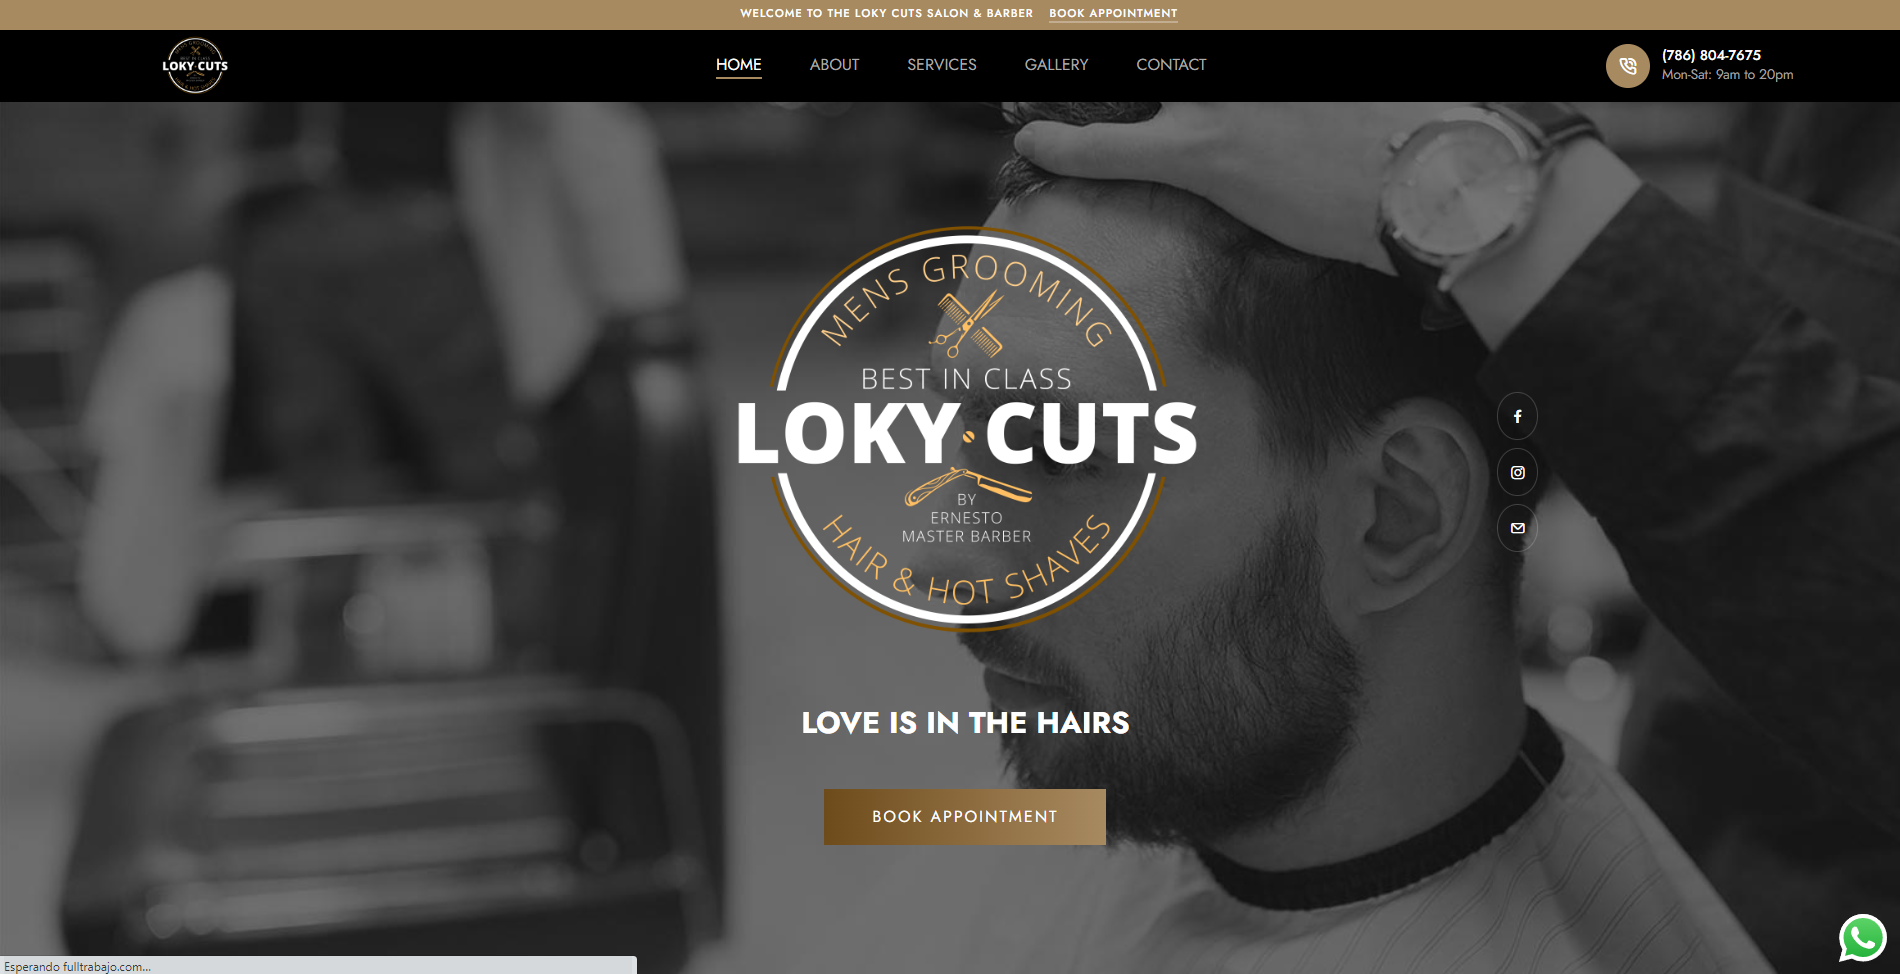 WELCOME TO THE LOKY CUTS SALON & BARBER BOOK APPOINTMENT
LOKY CUTS
HOME ABOUT SERVICES GALLERY CONTACT
(786) 804-7675
Mon-Sat: 9am to 20pm
MENS GROOMING
BEST IN CLASS
LOKY CUTS
BY
ERNESTO
MASTER BARBER
HAIR & HOT SHAVES
LOVE IS IN THE HAIRS
BOOK APPOINTMENT
Esperando fulltrabajo.com...